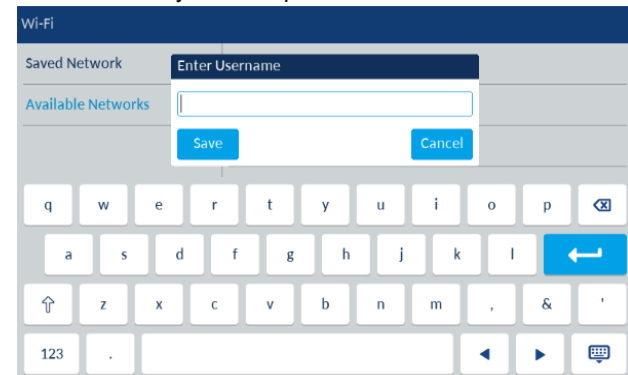 Wi-Fi
Saved Network
Enter Username
Available Networks
Save Cancel
q w e r t y u i o p
a s d f g h j k l
z x c v b n m , & '
123 .